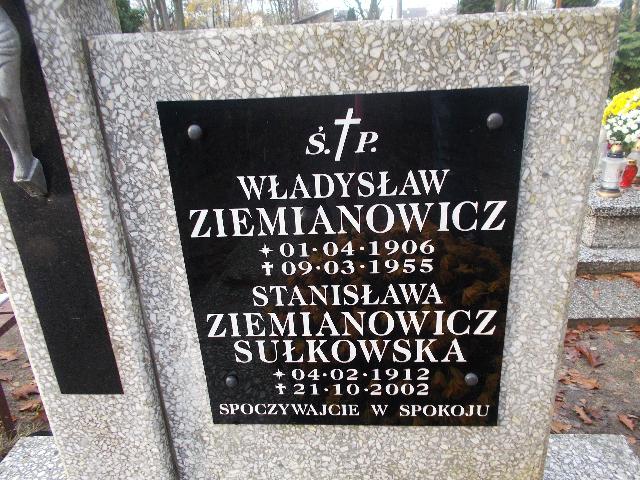 Ś.†P.
WŁADYSŁAW
ZIEMIANOWICZ
✦ 01·04·1906
✝ 09·03·1955
STANISŁAWA
ZIEMIANOWICZ
SUŁKOWSKA
✦ 04·02·1912
✝ 21·10·2002
SPOCZYWAJCIE W SPOKOJU